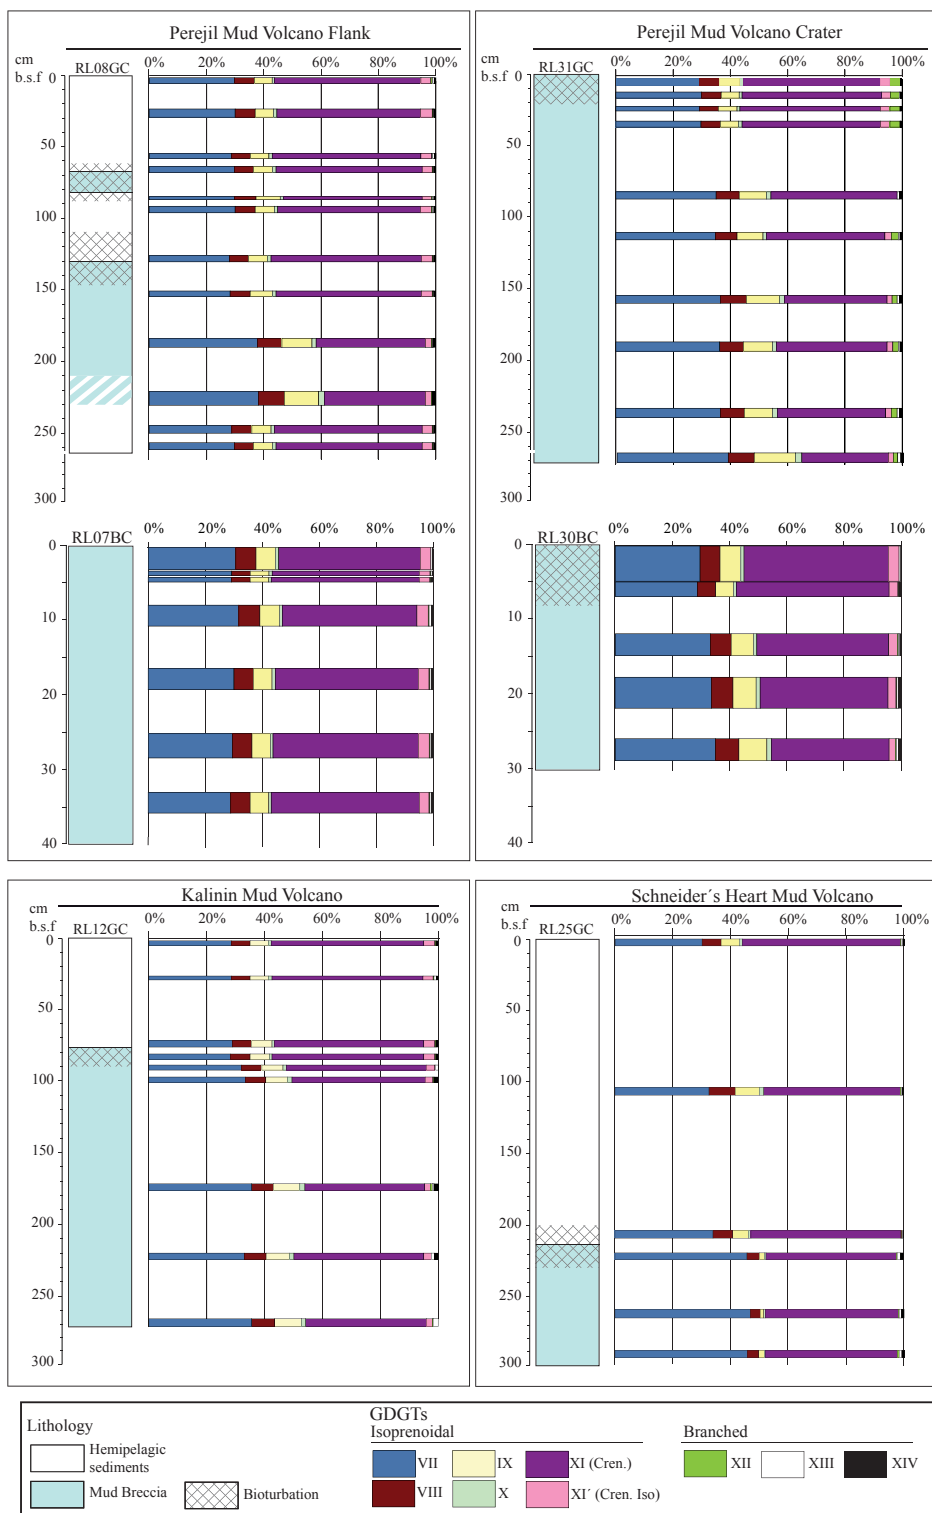 Perejil Mud Volcano Flank
cm
b.s.f
RL08GC
0% 20% 40% 60% 80% 100%
0
50
100
150
200
250
300
RL07BC
0% 20% 40% 60% 80% 100%
0
10
20
30
40
Perejil Mud Volcano Crater
cm
b.s.f
RL31GC
0% 20% 40% 60% 80% 100%
0
50
100
150
200
250
300
RL30BC
0% 20% 40% 60% 80% 100%
0
10
20
30
40
Kalinin Mud Volcano
cm
b.s.f
RL12GC
0% 20% 40% 60% 80% 100%
0
50
100
150
200
250
300
Schneider´s Heart Mud Volcano
cm
b.s.f
RL25GC
0% 20% 40% 60% 80% 100%
0
50
100
150
200
250
300
Lithology
Hemipelagic
sediments
Mud Breccia
Bioturbation
GDGTs
Isoprenoidal
VII
IX
XI (Cren.)
VIII
X
XI´ (Cren. Iso)
Branched
XII
XIII
XIV